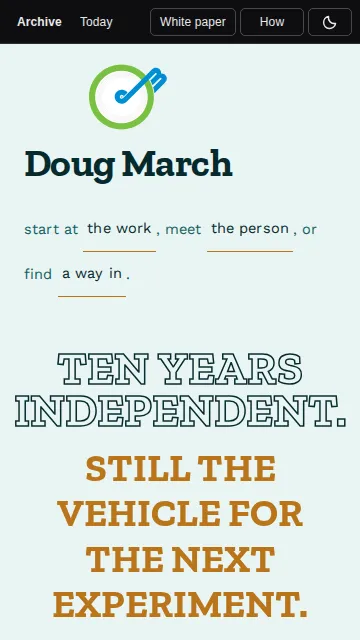 Archive Today White paper How
Doug March
start at the work , meet the person , or
find a way in .
TEN YEARS
INDEPENDENT.
STILL THE
VEHICLE FOR
THE NEXT
EXPERIMENT.